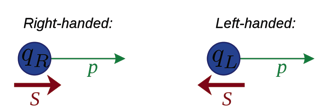 Right-handed:
Left-handed:
q_R
p
q_L
p
S
S